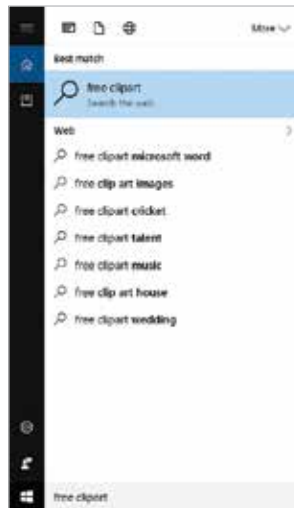 More
Best match
free clipart
Search the web
Web
free clipart microsoft word
free clip art images
free clipart cricket
free clipart talent
free clipart music
free clip art house
free clipart wedding
free clipart